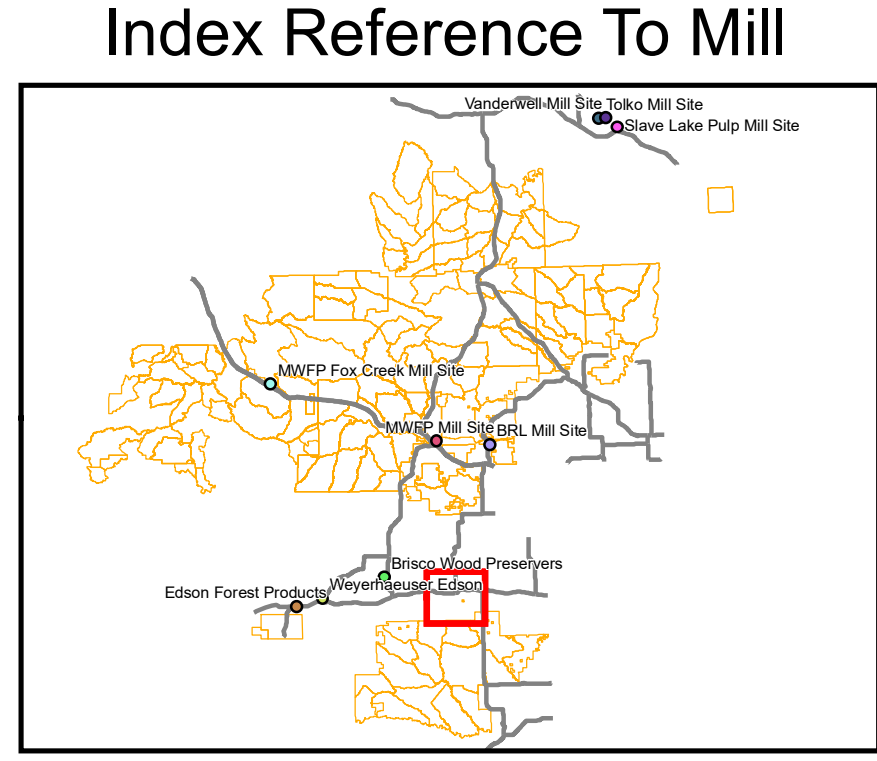 Index Reference To Mill
Vanderwell Mill Site
Tolko Mill Site
Slave Lake Pulp Mill Site
MWFP Fox Creek Mill Site
MWFP Mill Site
BRL Mill Site
Brisco Wood Preservers
Weyerhaeuser Edson
Edson Forest Products